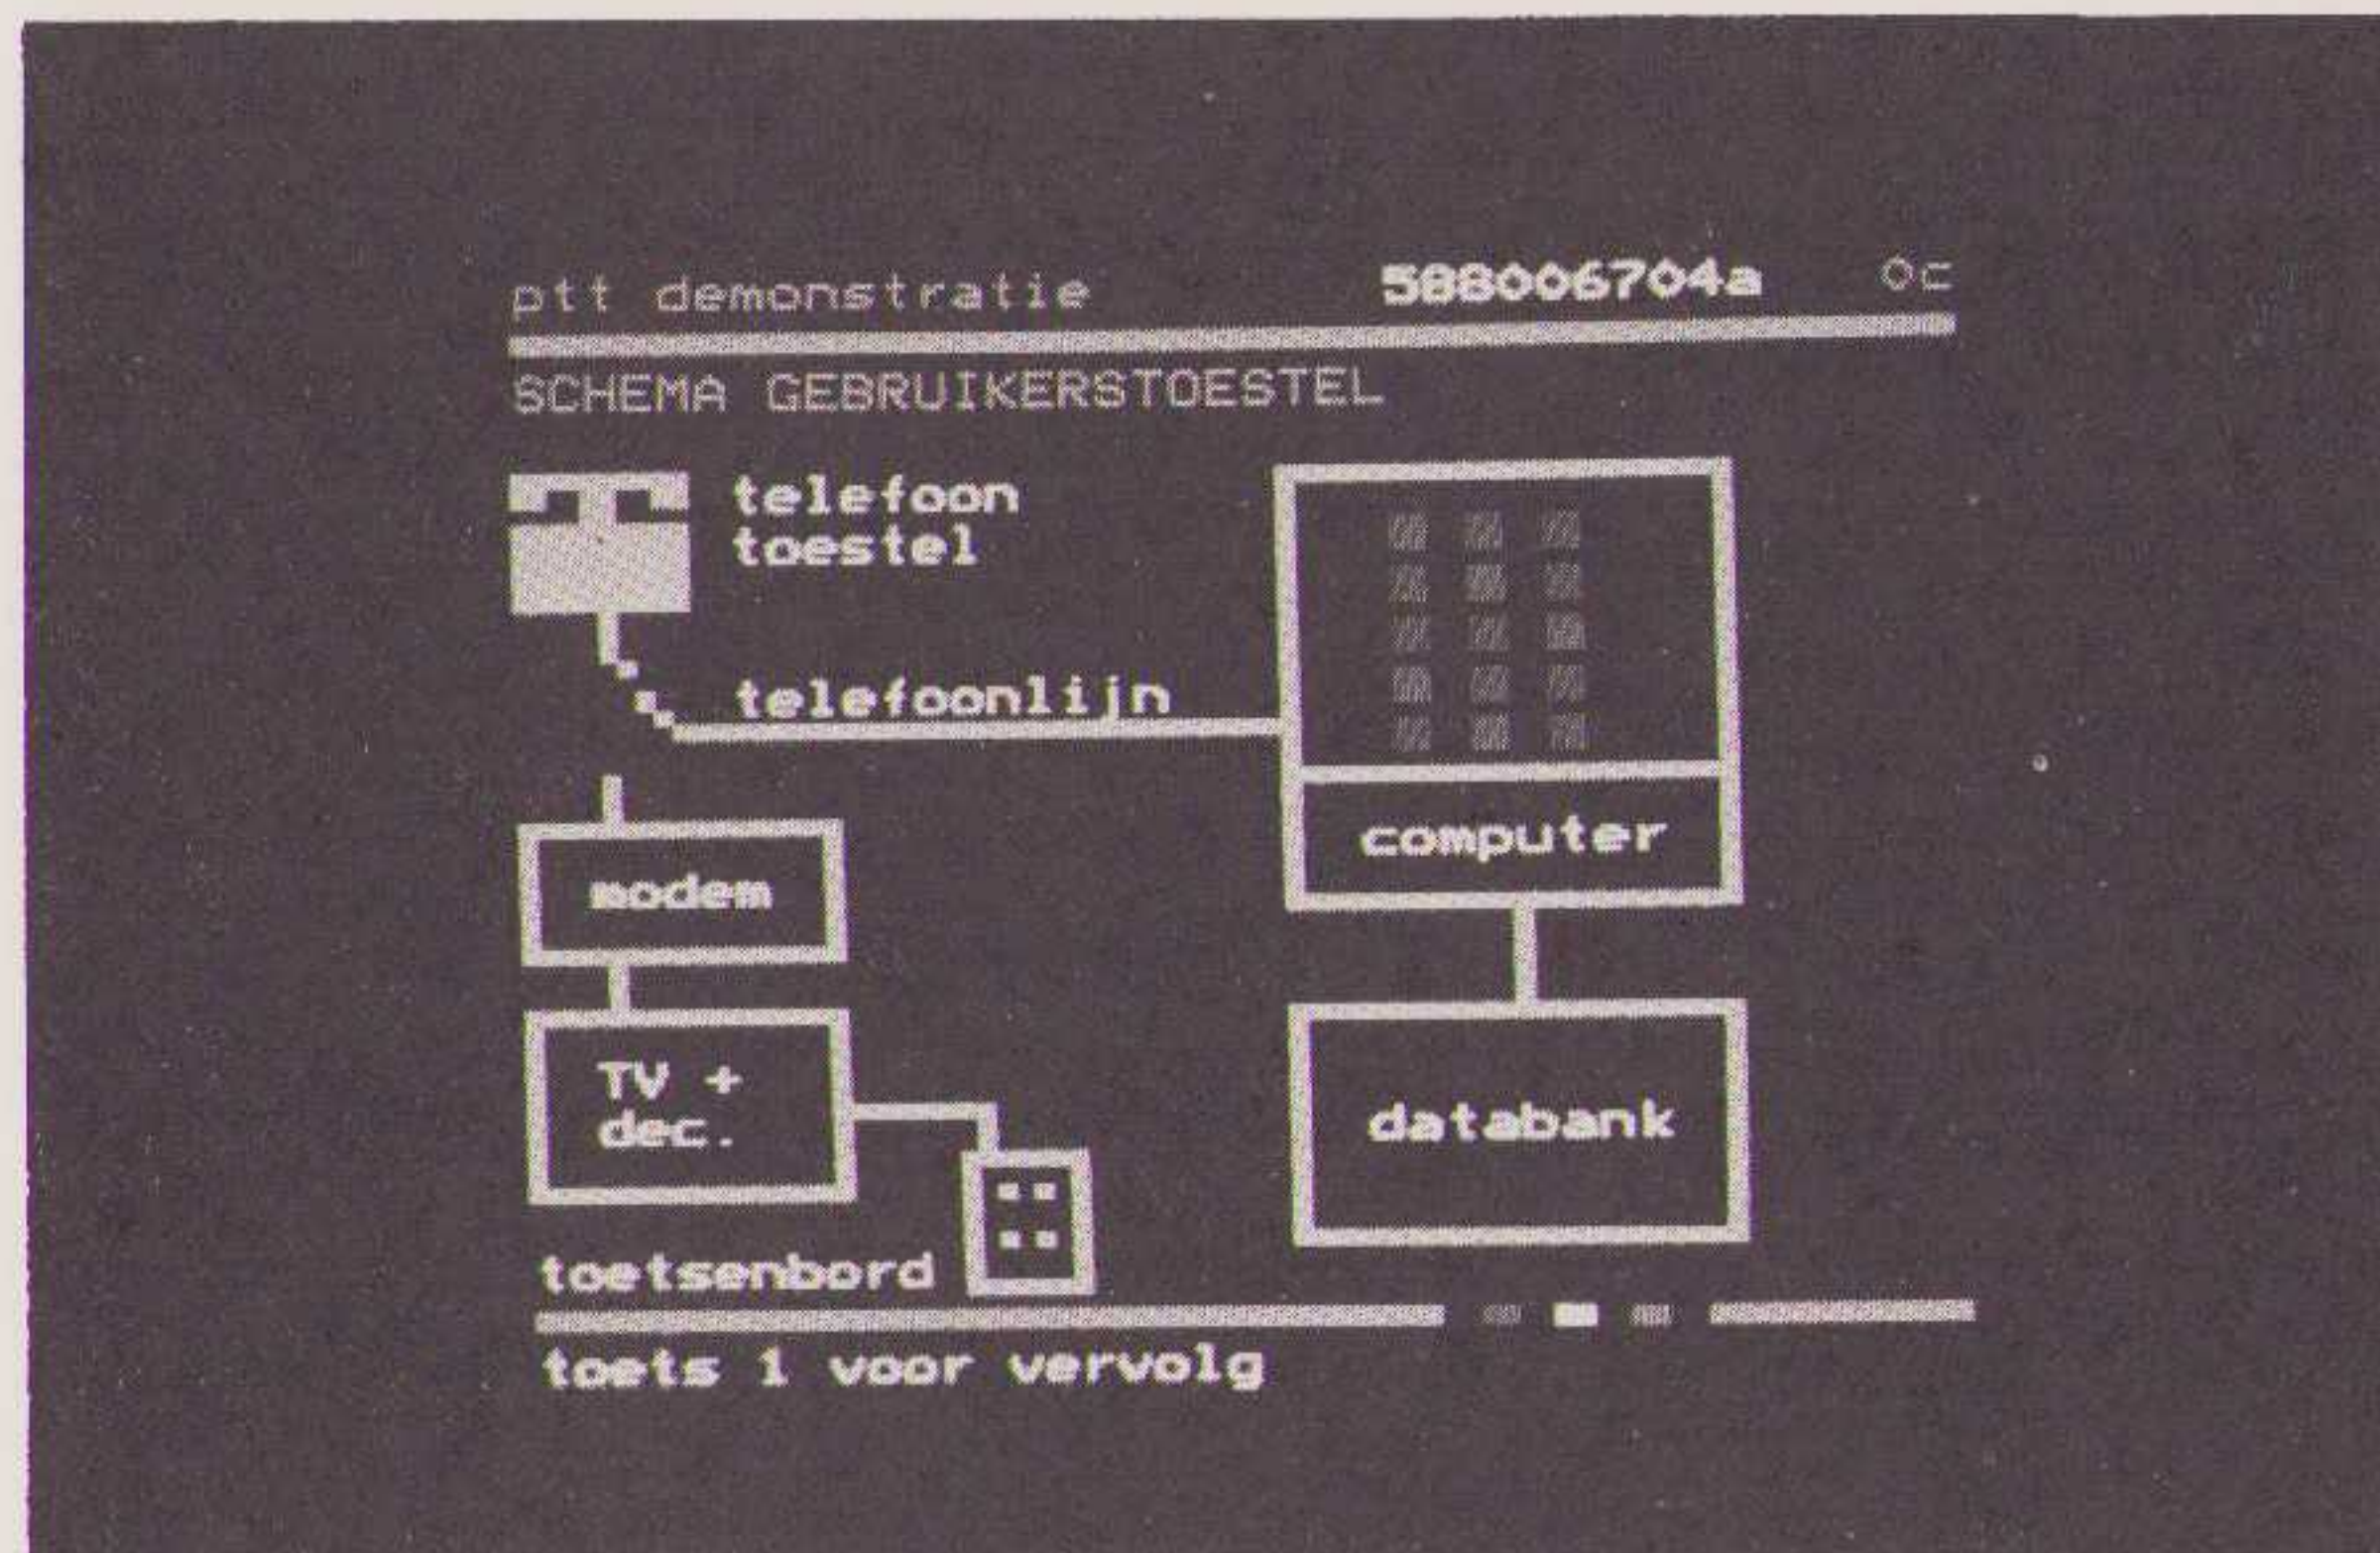 ptt demonstratie 588006704a 0c
SCHEMA GEBRUIKERSTOESTEL
telefoon
toestel
telefoonlijn
computer
modem
TV +
dec.
databank
toetsenbord
toets 1 voor vervolg